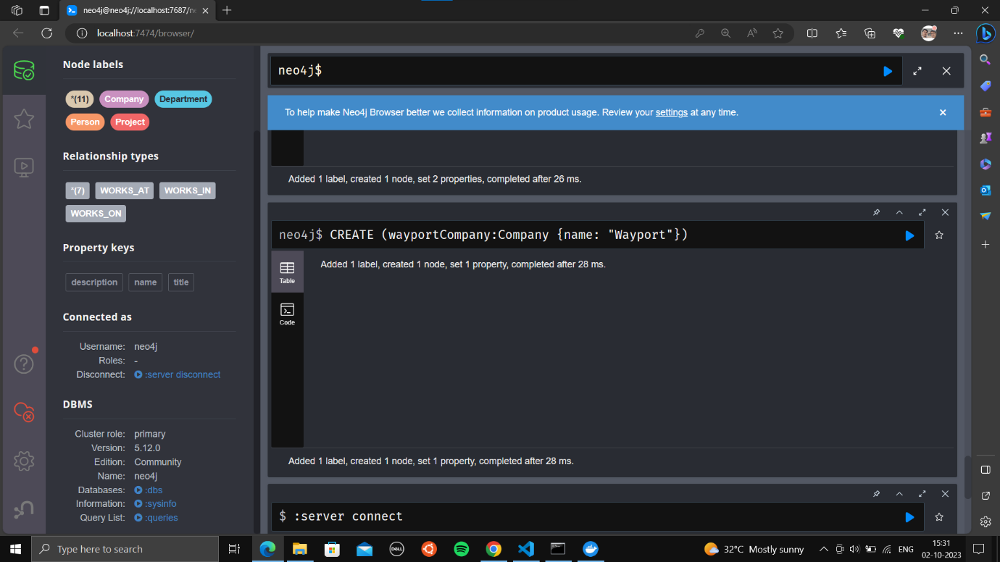 neo4j@neo4j://localhost:7687/ne
localhost:7474/browser/
Node labels
*(11) Company Department
Person Project
Relationship types
*(7) WORKS_AT WORKS_IN
WORKS_ON
Property keys
description name title
Connected as
Username: neo4j
Roles: -
Disconnect: :server disconnect
DBMS
Cluster role: primary
Version: 5.12.0
Edition: Community
Name: neo4j
Databases: :dbs
Information: :sysinfo
Query List: :queries
neo4j$
To help make Neo4j Browser better we collect information on product usage. Review your settings at any time.
Added 1 label, created 1 node, set 2 properties, completed after 26 ms.
neo4j$ CREATE (wayportCompany:Company {name: "Wayport"})
Table
Added 1 label, created 1 node, set 1 property, completed after 28 ms.
Code
Added 1 label, created 1 node, set 1 property, completed after 28 ms.
$ :server connect
Type here to search
DELL
32°C Mostly sunny
ENG
15:31
02-10-2023